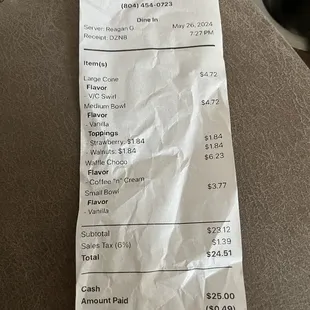 (804) 454-0723
Dine In
Server: Reagan G May 26, 2024
Receipt: DZN8 7:27 PM
Item(s)
Large Cone $4.72
Flavor
- V/C Swirl
Medium Bowl $4.72
Flavor
- Vanilla
Toppings
- Strawberry: $1.84 $1.84
- Walnuts: $1.84 $1.84
Waffle Choco $6.23
Flavor
- Coffee "n" Cream
Small Bowl $3.77
Flavor
- Vanilla
Subtotal $23.12
Sales Tax (6%) $1.39
Total $24.51
Cash
Amount Paid $25.00
($0.49)